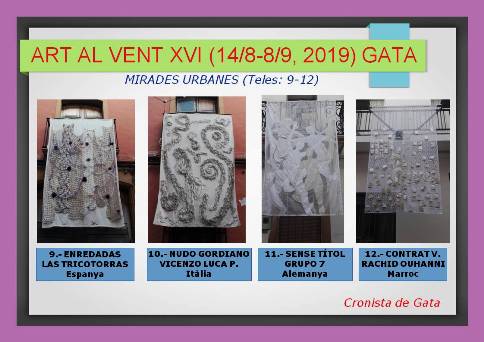 ART AL VENT XVI (14/8-8/9, 2019) GATA
MIRADES URBANES (Teles: 9-12)
9.- ENREDADAS
LAS TRICOTORRAS
Espanya
10.- NUDO GORDIANO
VICENZO LUCA P.
Itàlia
11.- SENSE TÍTOL
GRUPO 7
Alemanya
12.- CONTRAT V.
RACHID OUHANNI
Marroc
Cronista de Gata